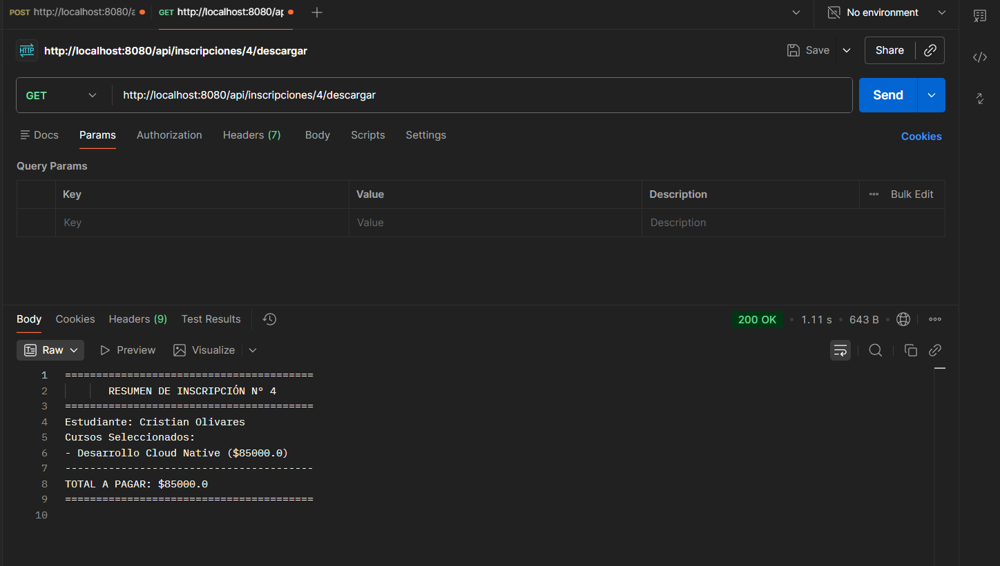 POST http://localhost:8080/a
GET http://localhost:8080/ap
No environment
HTTP http://localhost:8080/api/inscripciones/4/descargar
Save
Share
GET http://localhost:8080/api/inscripciones/4/descargar
Send
Docs Params Authorization Headers (7) Body Scripts Settings
Cookies
Query Params
Key Value Description ••• Bulk Edit
Key Value Description
Body Cookies Headers (9) Test Results
200 OK • 1.11 s • 643 B •
Raw Preview Visualize
1 ========================================
2 RESUMEN DE INSCRIPCIÓN N° 4
3 ========================================
4 Estudiante: Cristian Olivares
5 Cursos Seleccionados:
6 - Desarrollo Cloud Native ($85000.0)
7 ----------------------------------------
8 TOTAL A PAGAR: $85000.0
9 ========================================
10